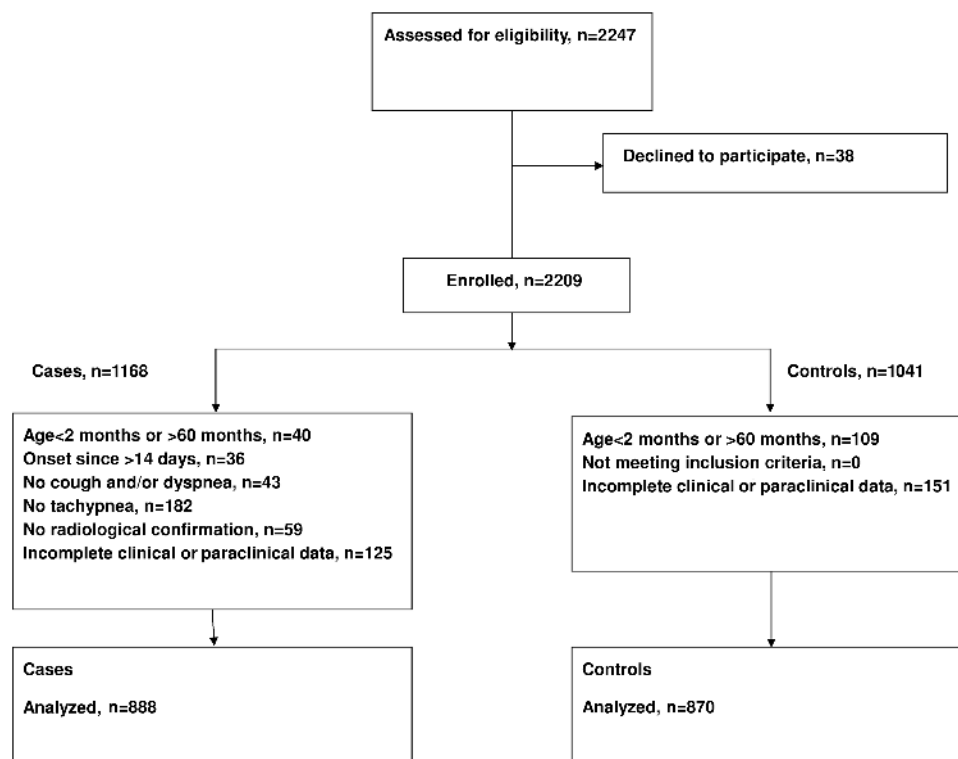 Assessed for eligibility, n=2247
Declined to participate, n=38
Enrolled, n=2209
Cases, n=1168
Controls, n=1041
Age<2 months or >60 months, n=40
Onset since >14 days, n=36
No cough and/or dyspnea, n=43
No tachypnea, n=182
No radiological confirmation, n=59
Incomplete clinical or paraclinical data, n=125
Age<2 months or >60 months, n=109
Not meeting inclusion criteria, n=0
Incomplete clinical or paraclinical data, n=151
Cases
Analyzed, n=888
Controls
Analyzed, n=870